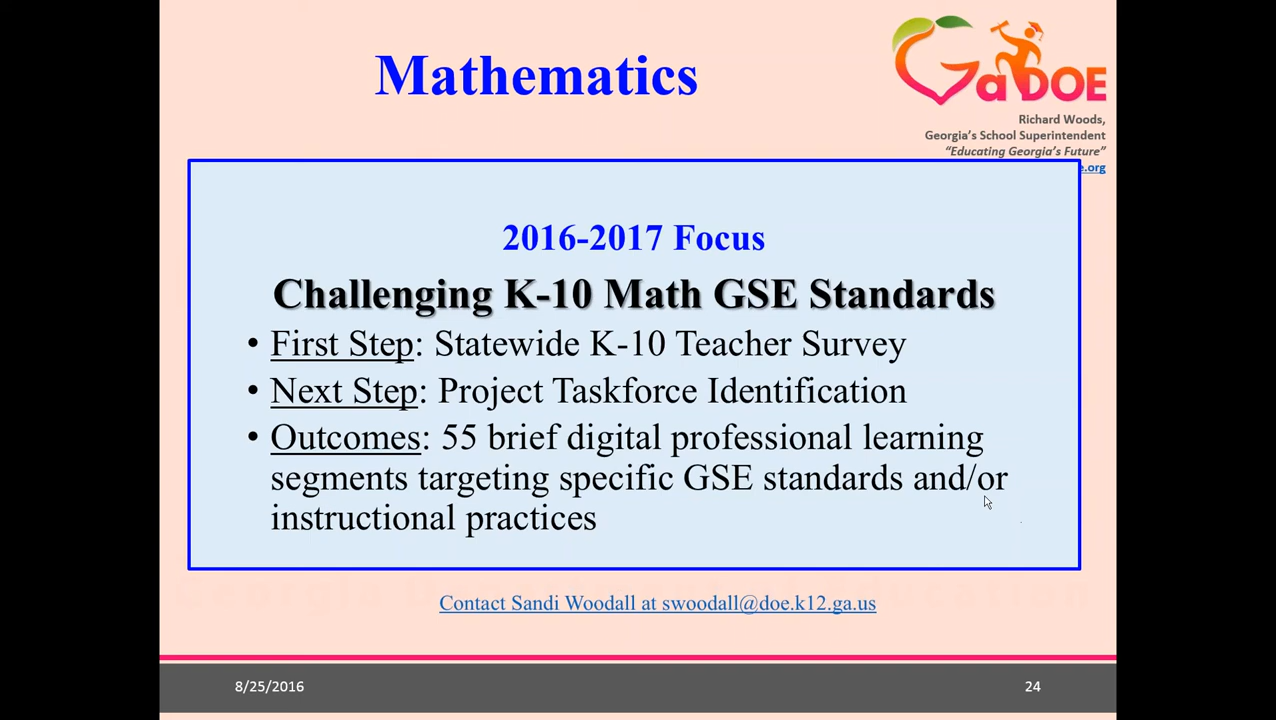 Mathematics
GaDOE
Richard Woods,
Georgia's School Superintendent
“Educating Georgia's Future”
e.org
2016-2017 Focus
Challenging K-10 Math GSE Standards
• First Step: Statewide K-10 Teacher Survey
• Next Step: Project Taskforce Identification
• Outcomes: 55 brief digital professional learning
segments targeting specific GSE standards and/or
instructional practices
Contact Sandi Woodall at swoodall@doe.k12.ga.us
8/25/2016
24